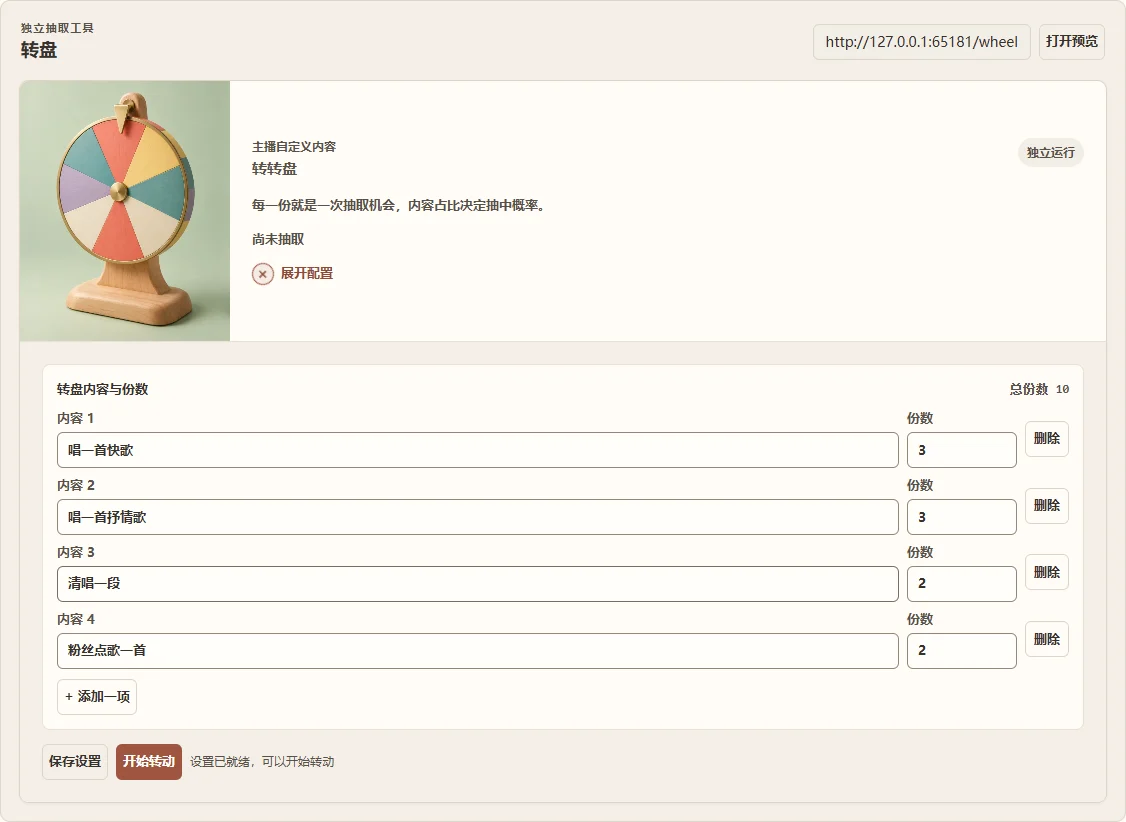 独立抽取工具
转盘
http://127.0.0.1:65181/wheel
打开预览
主播自定义内容
转转盘
独立运行
每一份就是一次抽取机会，内容占比决定抽中概率。
尚未抽取
展开配置
转盘内容与份数
总份数 10
内容 1
份数
唱一首快歌
3
删除
内容 2
份数
唱一首抒情歌
3
删除
内容 3
份数
清唱一段
2
删除
内容 4
份数
粉丝点歌一首
2
删除
+ 添加一项
保存设置
开始转动
设置已就绪，可以开始转动